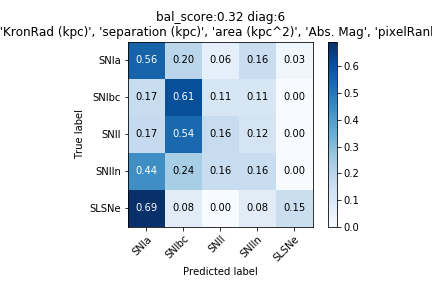 bal_score:0.32 diag:6
'KronRad (kpc)', 'separation (kpc)', 'area (kpc^2)', 'Abs. Mag', 'pixelRank
True label
SNIa 0.56 0.20 0.06 0.16 0.03
SNIbc 0.17 0.61 0.11 0.11 0.00
SNII 0.17 0.54 0.16 0.12 0.00
SNIIn 0.44 0.24 0.16 0.16 0.00
SLSNe 0.69 0.08 0.00 0.08 0.15
SNIa SNIbc SNII SNIIn SLSNe
Predicted label
0.6
0.5
0.4
0.3
0.2
0.1
0.0